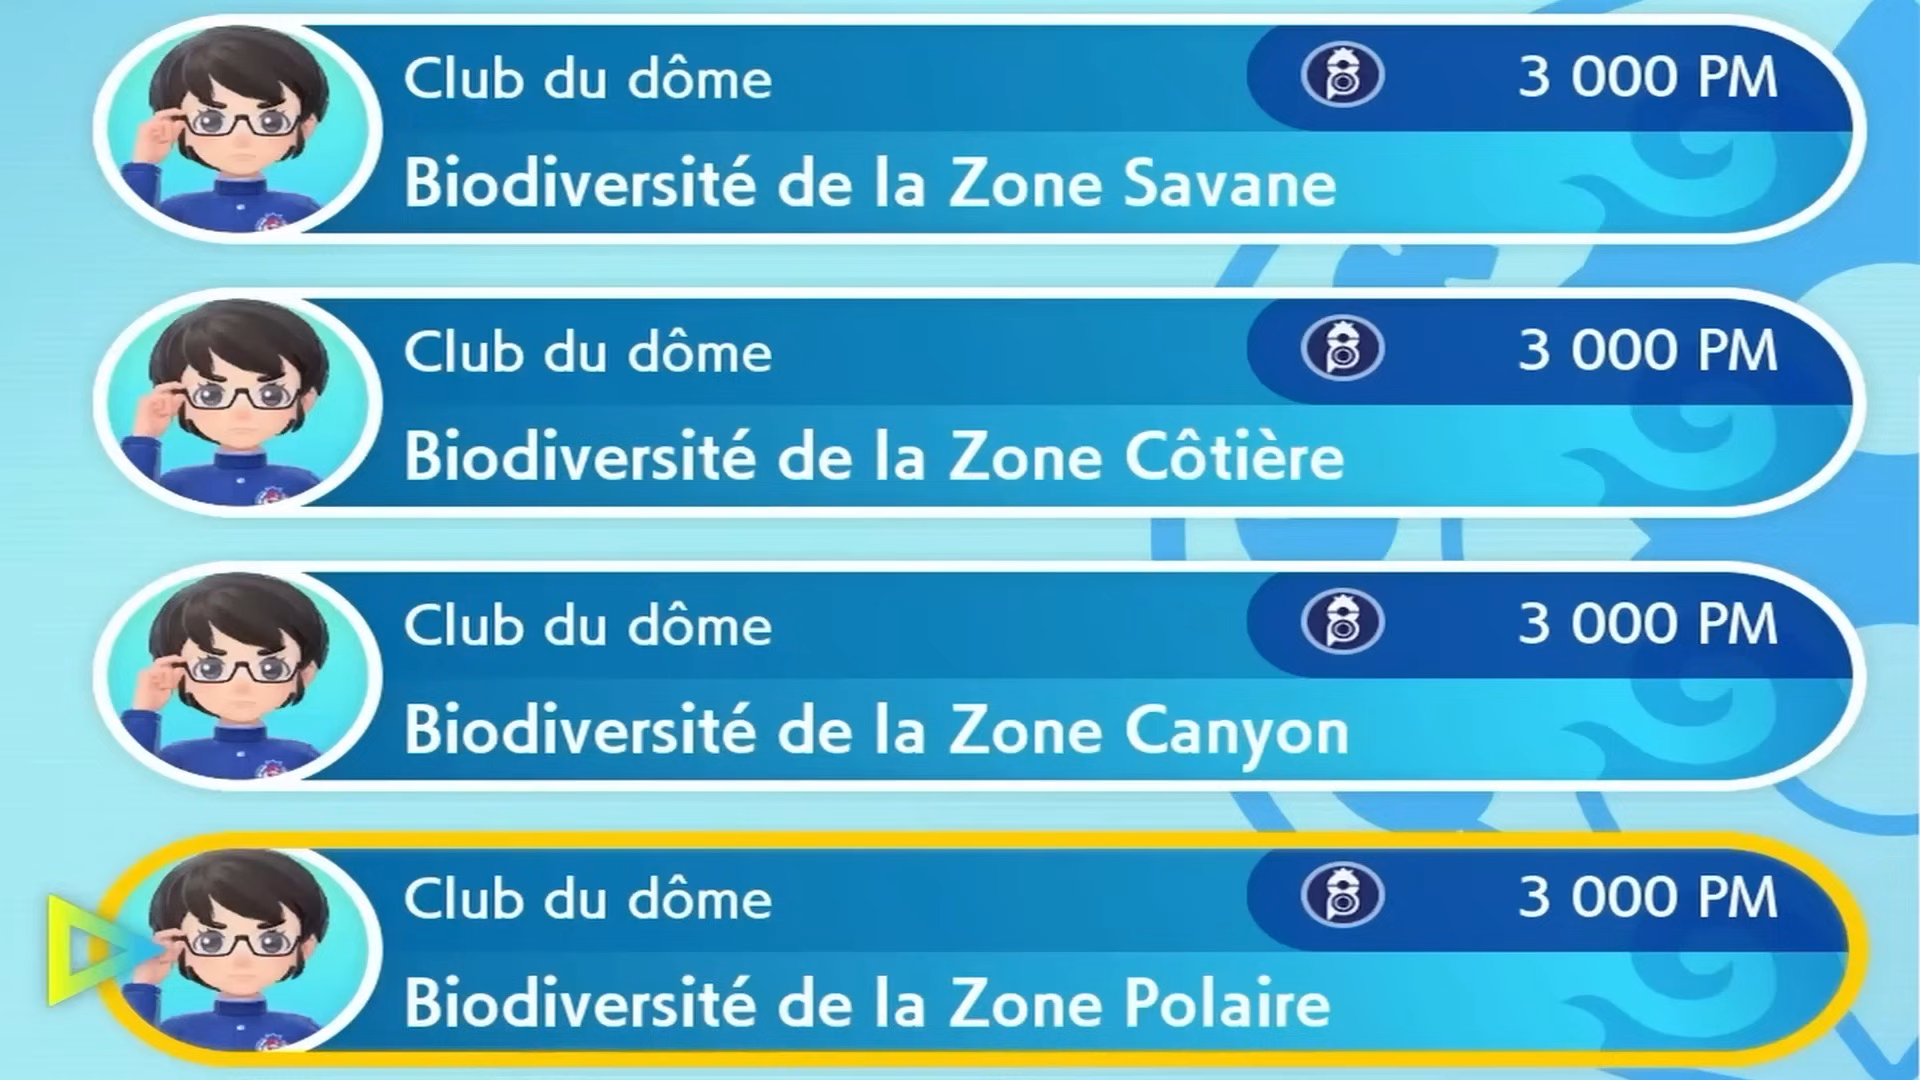 Club du dôme
3 000 PM
Biodiversité de la Zone Savane
Club du dôme
3 000 PM
Biodiversité de la Zone Côtière
Club du dôme
3 000 PM
Biodiversité de la Zone Canyon
Club du dôme
3 000 PM
Biodiversité de la Zone Polaire